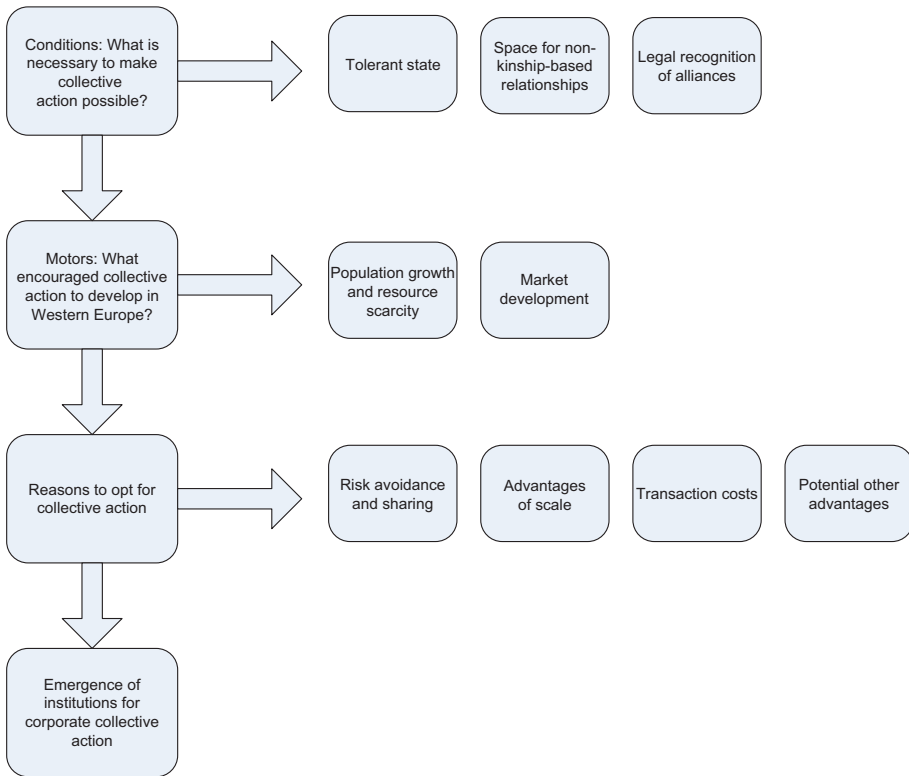 Conditions: What is
necessary to make
collective
action possible?
Tolerant state
Space for non-
kinship-based
relationships
Legal recognition
of alliances
Motors: What
encouraged collective
action to develop in
Western Europe?
Population growth
and resource
scarcity
Market
development
Reasons to opt for
collective action
Risk avoidance
and sharing
Advantages
of scale
Transaction costs
Potential other
advantages
Emergence of
institutions for
corporate collective
action